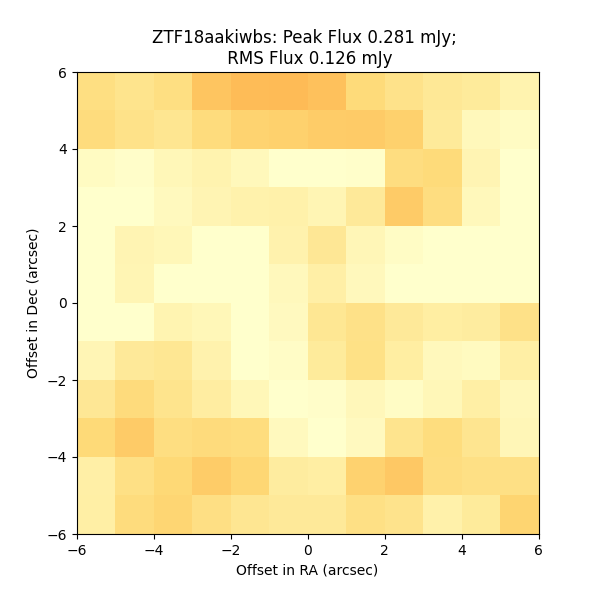 ZTF18aakiwbs: Peak Flux 0.281 mJy;
RMS Flux 0.126 mJy
6
4
2
0
−2
−4
−6
Offset in Dec (arcsec)
−6 −4 −2 0 2 4 6
Offset in RA (arcsec)